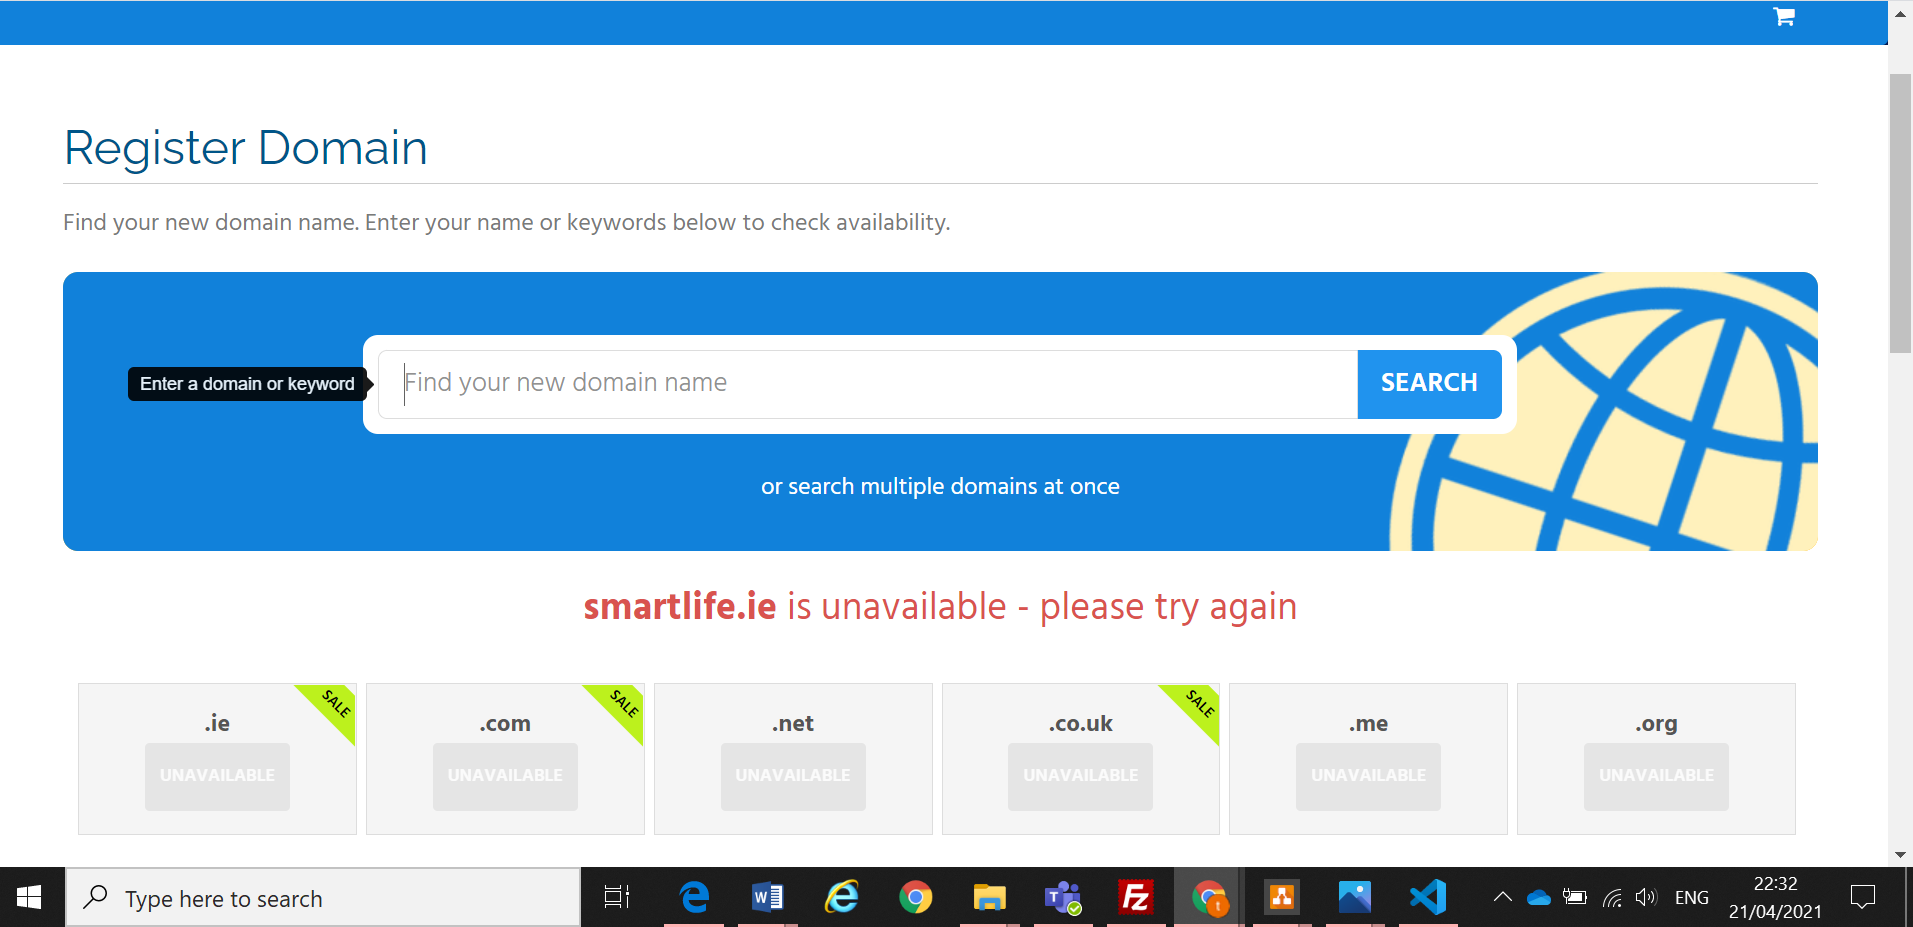 Register Domain
Find your new domain name. Enter your name or keywords below to check availability.
Enter a domain or keyword
Find your new domain name
SEARCH
or search multiple domains at once
smartlife.ie is unavailable - please try again
SALE
SALE
SALE
.ie
.com
.net
.co.uk
.me
.org
UNAVAILABLE
UNAVAILABLE
UNAVAILABLE
UNAVAILABLE
UNAVAILABLE
UNAVAILABLE
Type here to search
ENG
22:32
21/04/2021